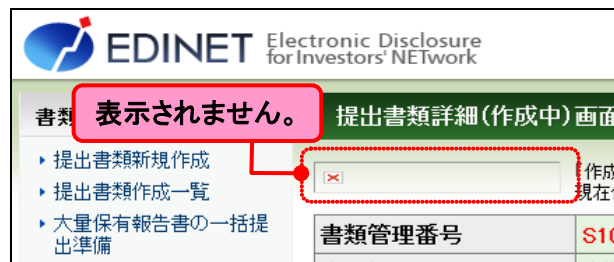 EDINET Electronic Disclosure
for Investors' NETwork
書類
表示されません。
提出書類詳細(作成中)画面
提出書類新規作成
提出書類作成一覧
大量保有報告書の一括提
出準備
作成
現在
書類管理番号
S10